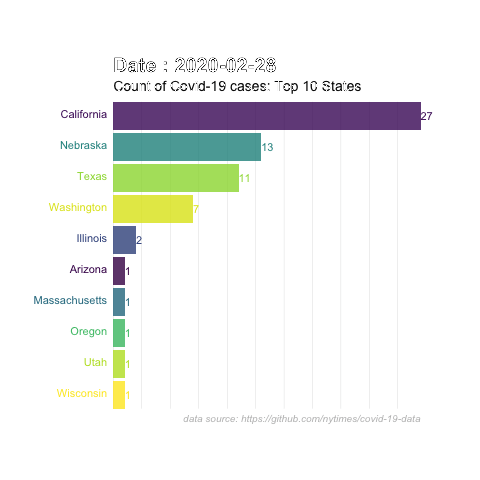 Date : 2020-02-28
Count of Covid-19 cases: Top 10 States
California 27
Nebraska 13
Texas 11
Washington 7
Illinois 2
Arizona 1
Massachusetts 1
Oregon 1
Utah 1
Wisconsin 1
data source: https://github.com/nytimes/covid-19-data